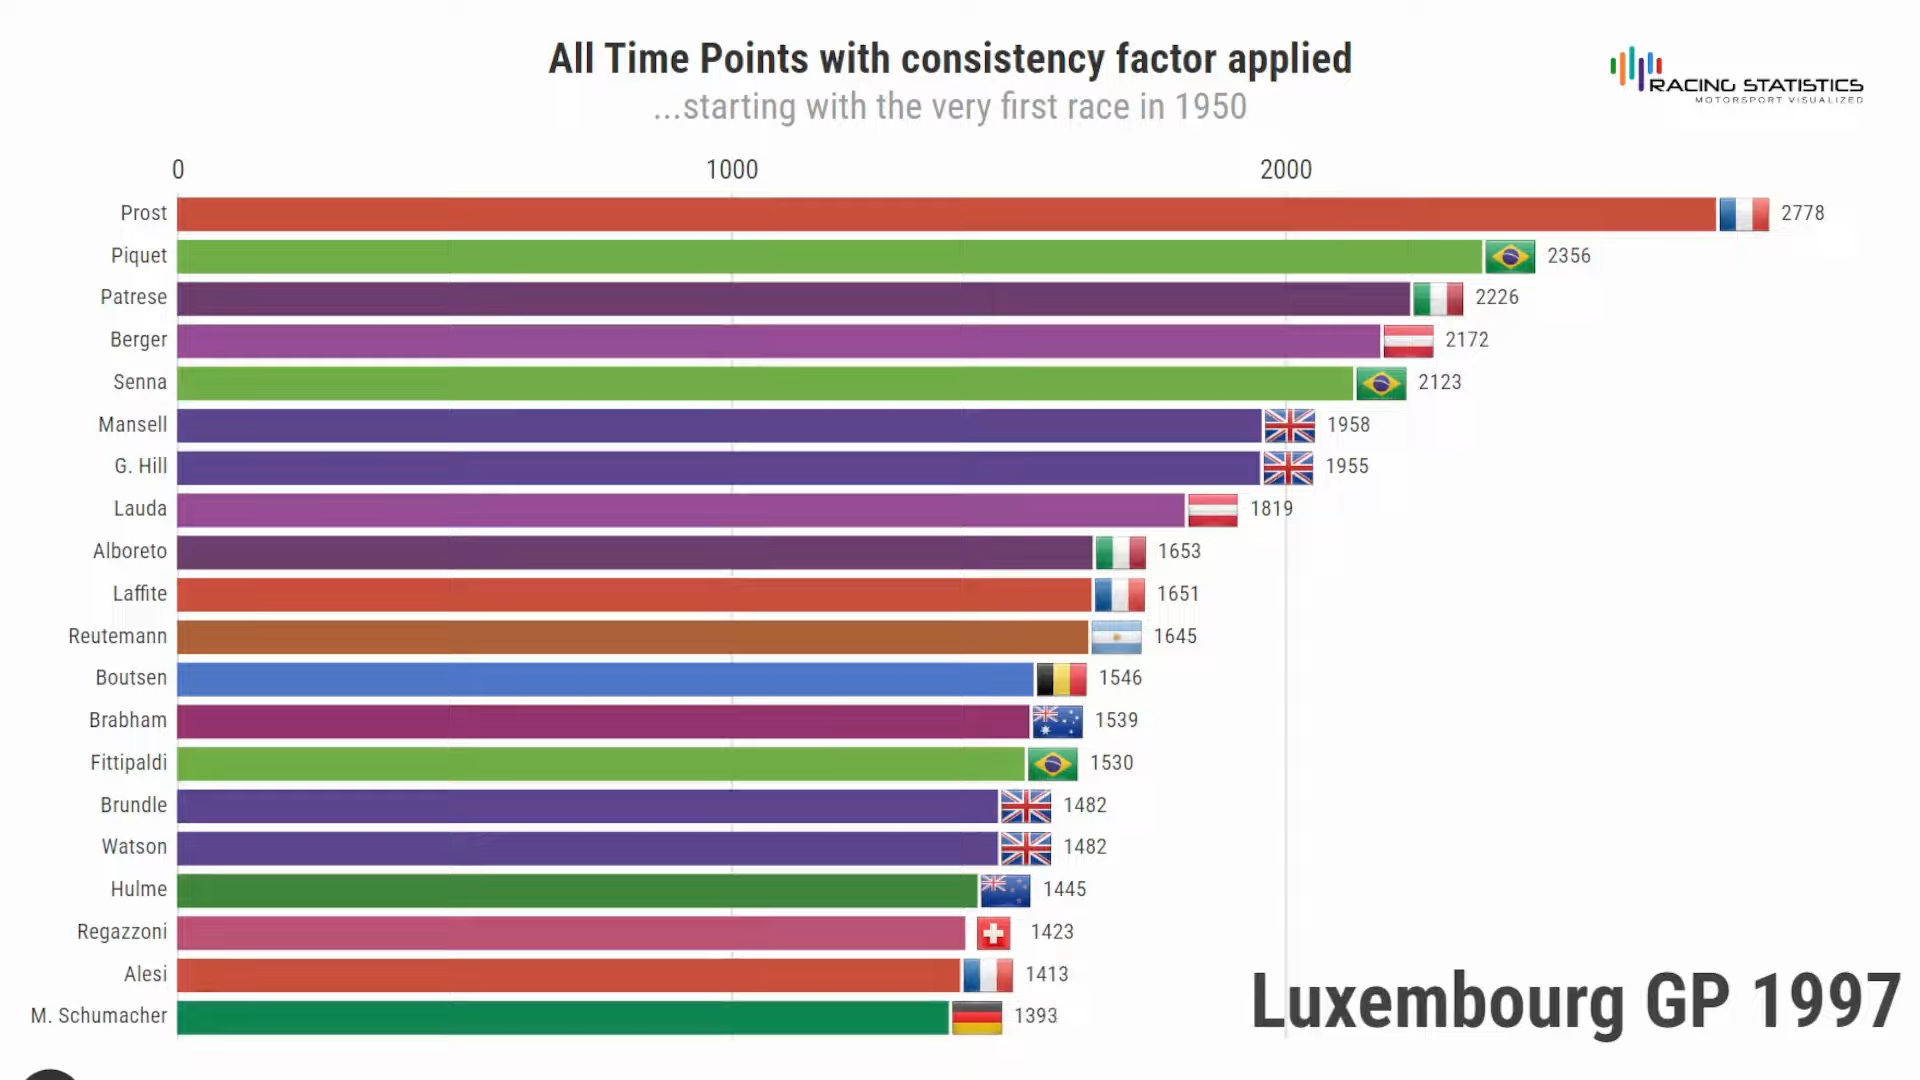 All Time Points with consistency factor applied
...starting with the very first race in 1950
RACING STATISTICS
MOTORSPORT VISUALIZED
0 1000 2000
Prost 2778
Piquet 2356
Patrese 2226
Berger 2172
Senna 2123
Mansell 1958
G. Hill 1955
Lauda 1819
Alboreto 1653
Laffite 1651
Reutemann 1645
Boutsen 1546
Brabham 1539
Fittipaldi 1530
Brundle 1482
Watson 1482
Hulme 1445
Regazzoni 1423
Alesi 1413
M. Schumacher 1393
Luxembourg GP 1997